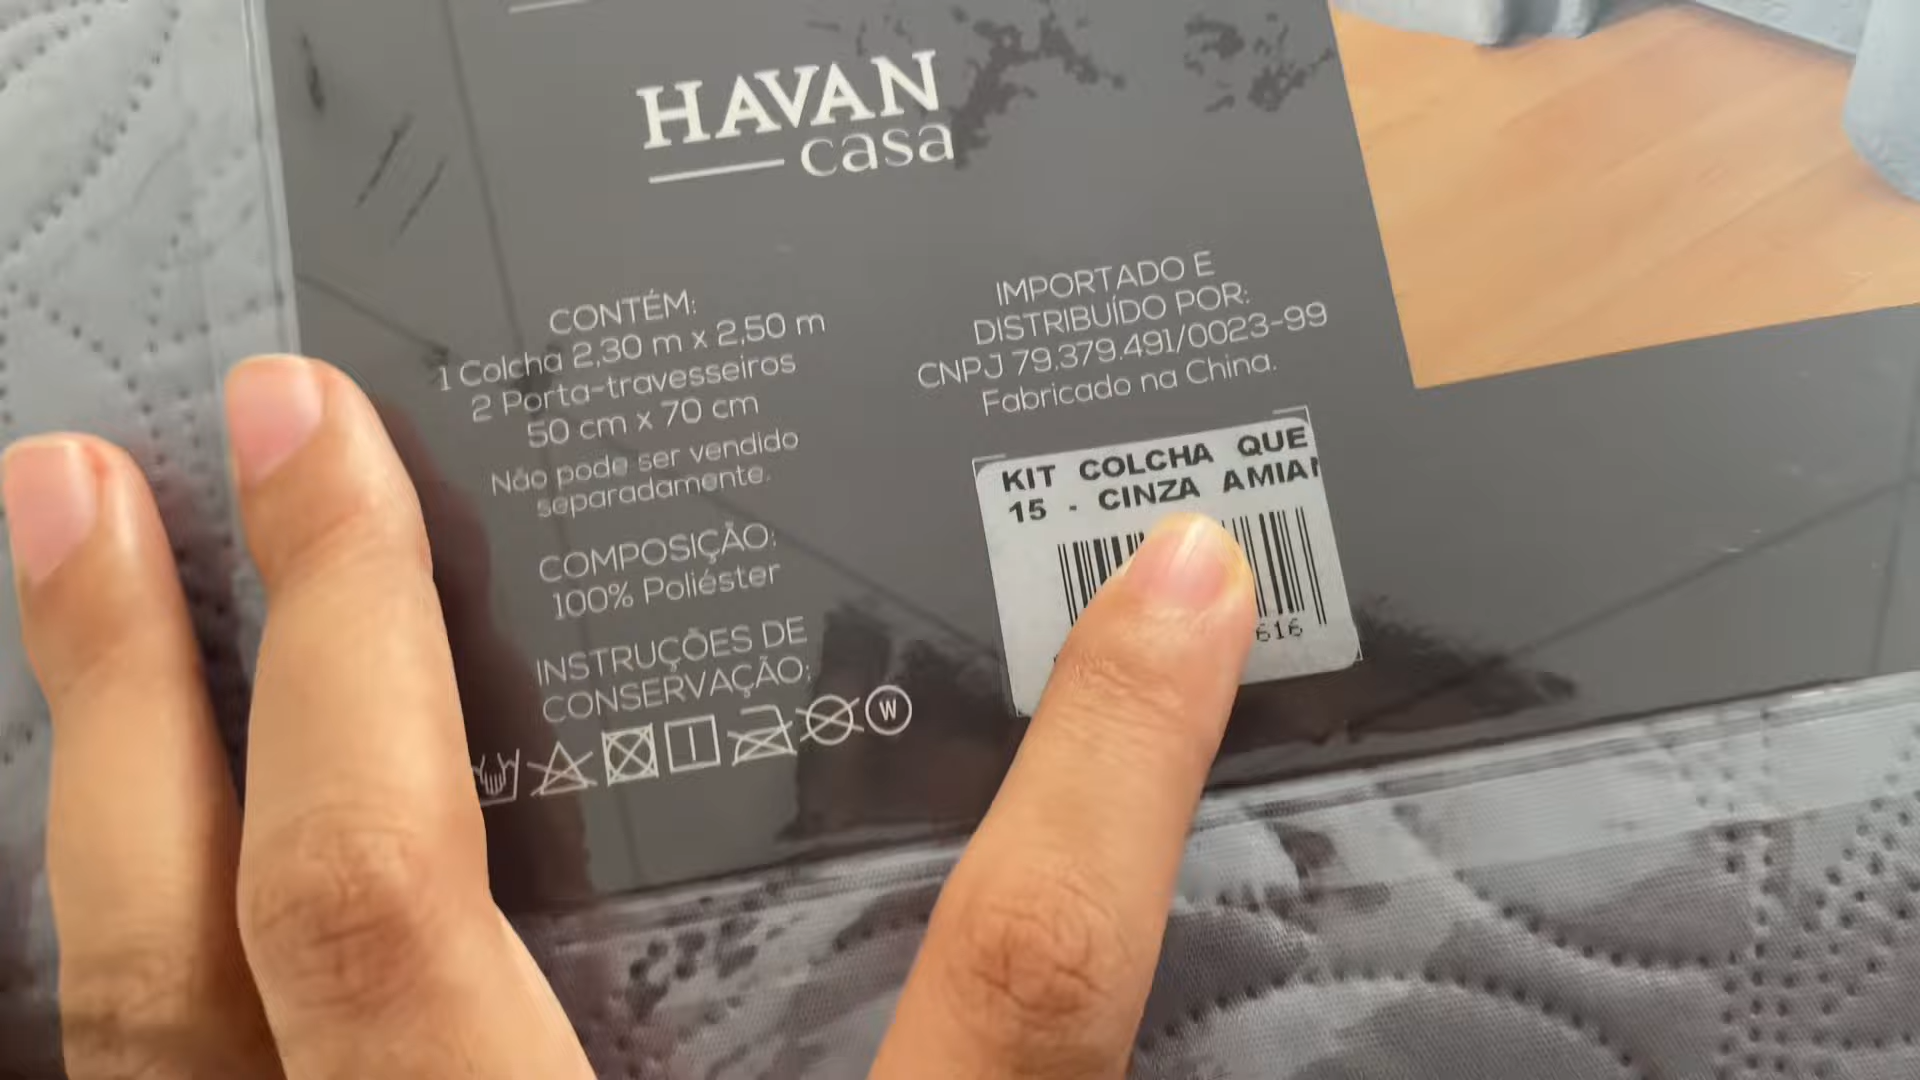 HAVAN
casa
CONTÉM:
1 Colcha 2,30 m x 2,50 m
2 Porta-travesseiros
50 cm x 70 cm
Não pode ser vendido
separadamente.
COMPOSIÇÃO:
100% Poliéster
INSTRUÇÕES DE
CONSERVAÇÃO:
W
IMPORTADO E
DISTRIBUÍDO POR:
CNPJ 79.379.491/0023-99
Fabricado na China.
KIT COLCHA QUE
15 - CINZA AMIAN
616